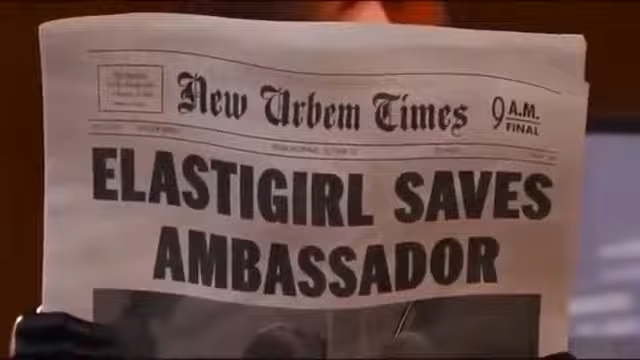 New Urbem Times
9 A.M.
FINAL
ELASTIGIRL SAVES
AMBASSADOR